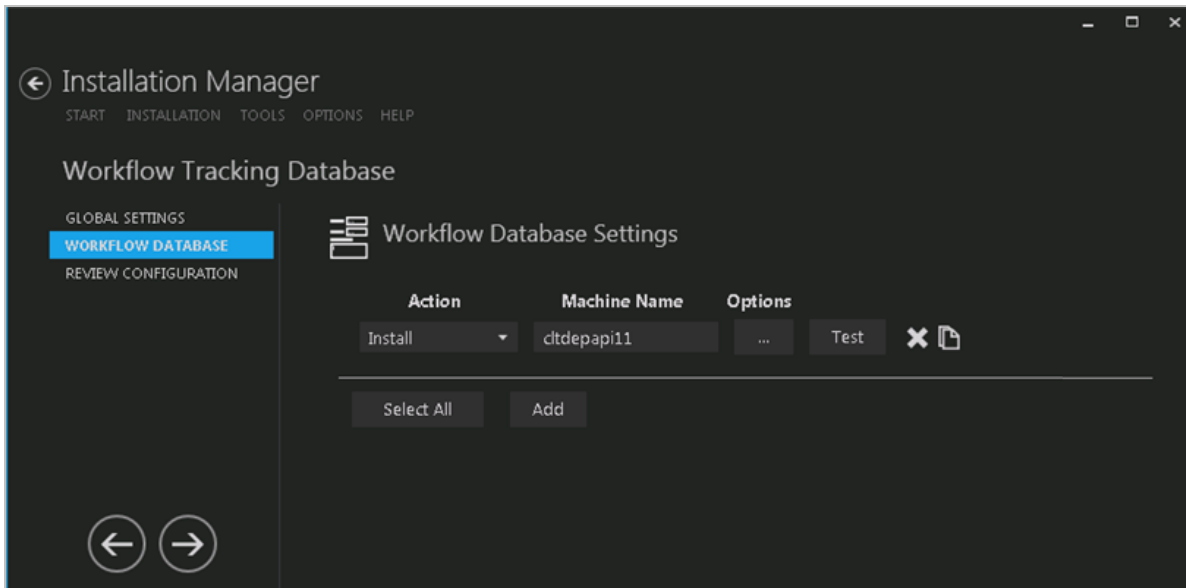 Installation Manager
START INSTALLATION TOOLS OPTIONS HELP
Workflow Tracking Database
GLOBAL SETTINGS
WORKFLOW DATABASE
REVIEW CONFIGURATION
Workflow Database Settings
Action Machine Name Options
Install cltdepapi11 ... Test
Select All Add